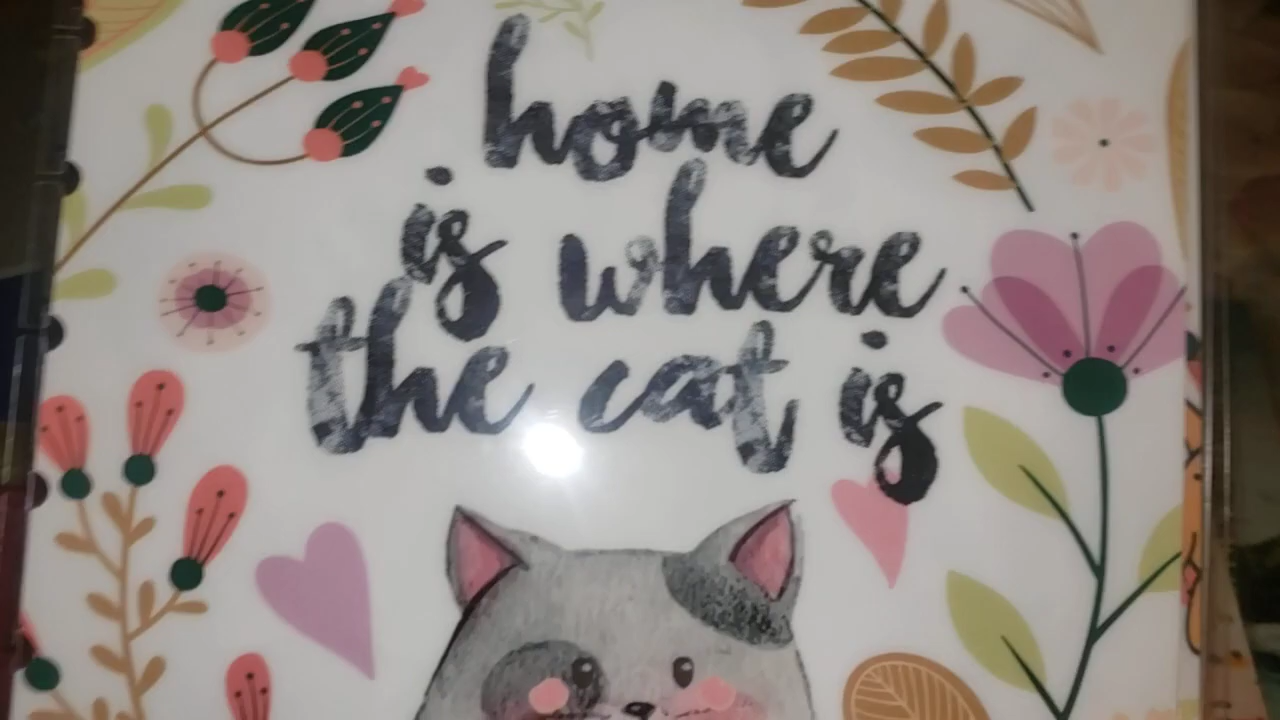 home
is where
the cat is